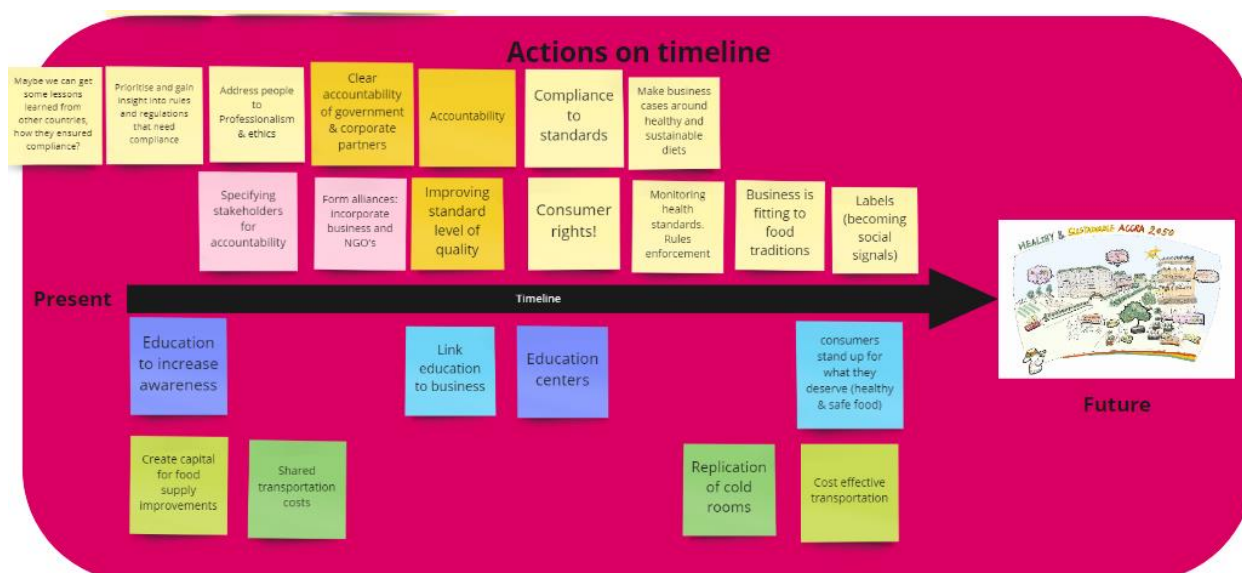 Actions on timeline
Maybe we can get
some lessons
learned from
other countries,
how they ensured
compliance?
Prioritise and gain
insight into rules
and regulations
that need
compliance
Address people
to
Professionalism
& ethics
Clear
accountability
of government
& corporate
partners
Accountability
Compliance
to
standards
Make business
cases around
healthy and
sustainable
diets
Specifying
stakeholders
for
accountability
Form alliances:
incorporate
business and
NGO's
Improving
standard
level of
quality
Consumer
rights!
Monitoring
health
standards.
Rules
enforcement
Business is
fitting to
food
traditions
Labels
(becoming
social
signals)
HEALTHY & SUSTAINABLE ACCRA 2050
Present
Timeline
Future
Education
to increase
awareness
Link
education
to business
Education
centers
consumers
stand up for
what they
deserve (healthy
& safe food)
Create capital
for food
supply
improvements
Shared
transportation
costs
Replication
of cold
rooms
Cost effective
transportation